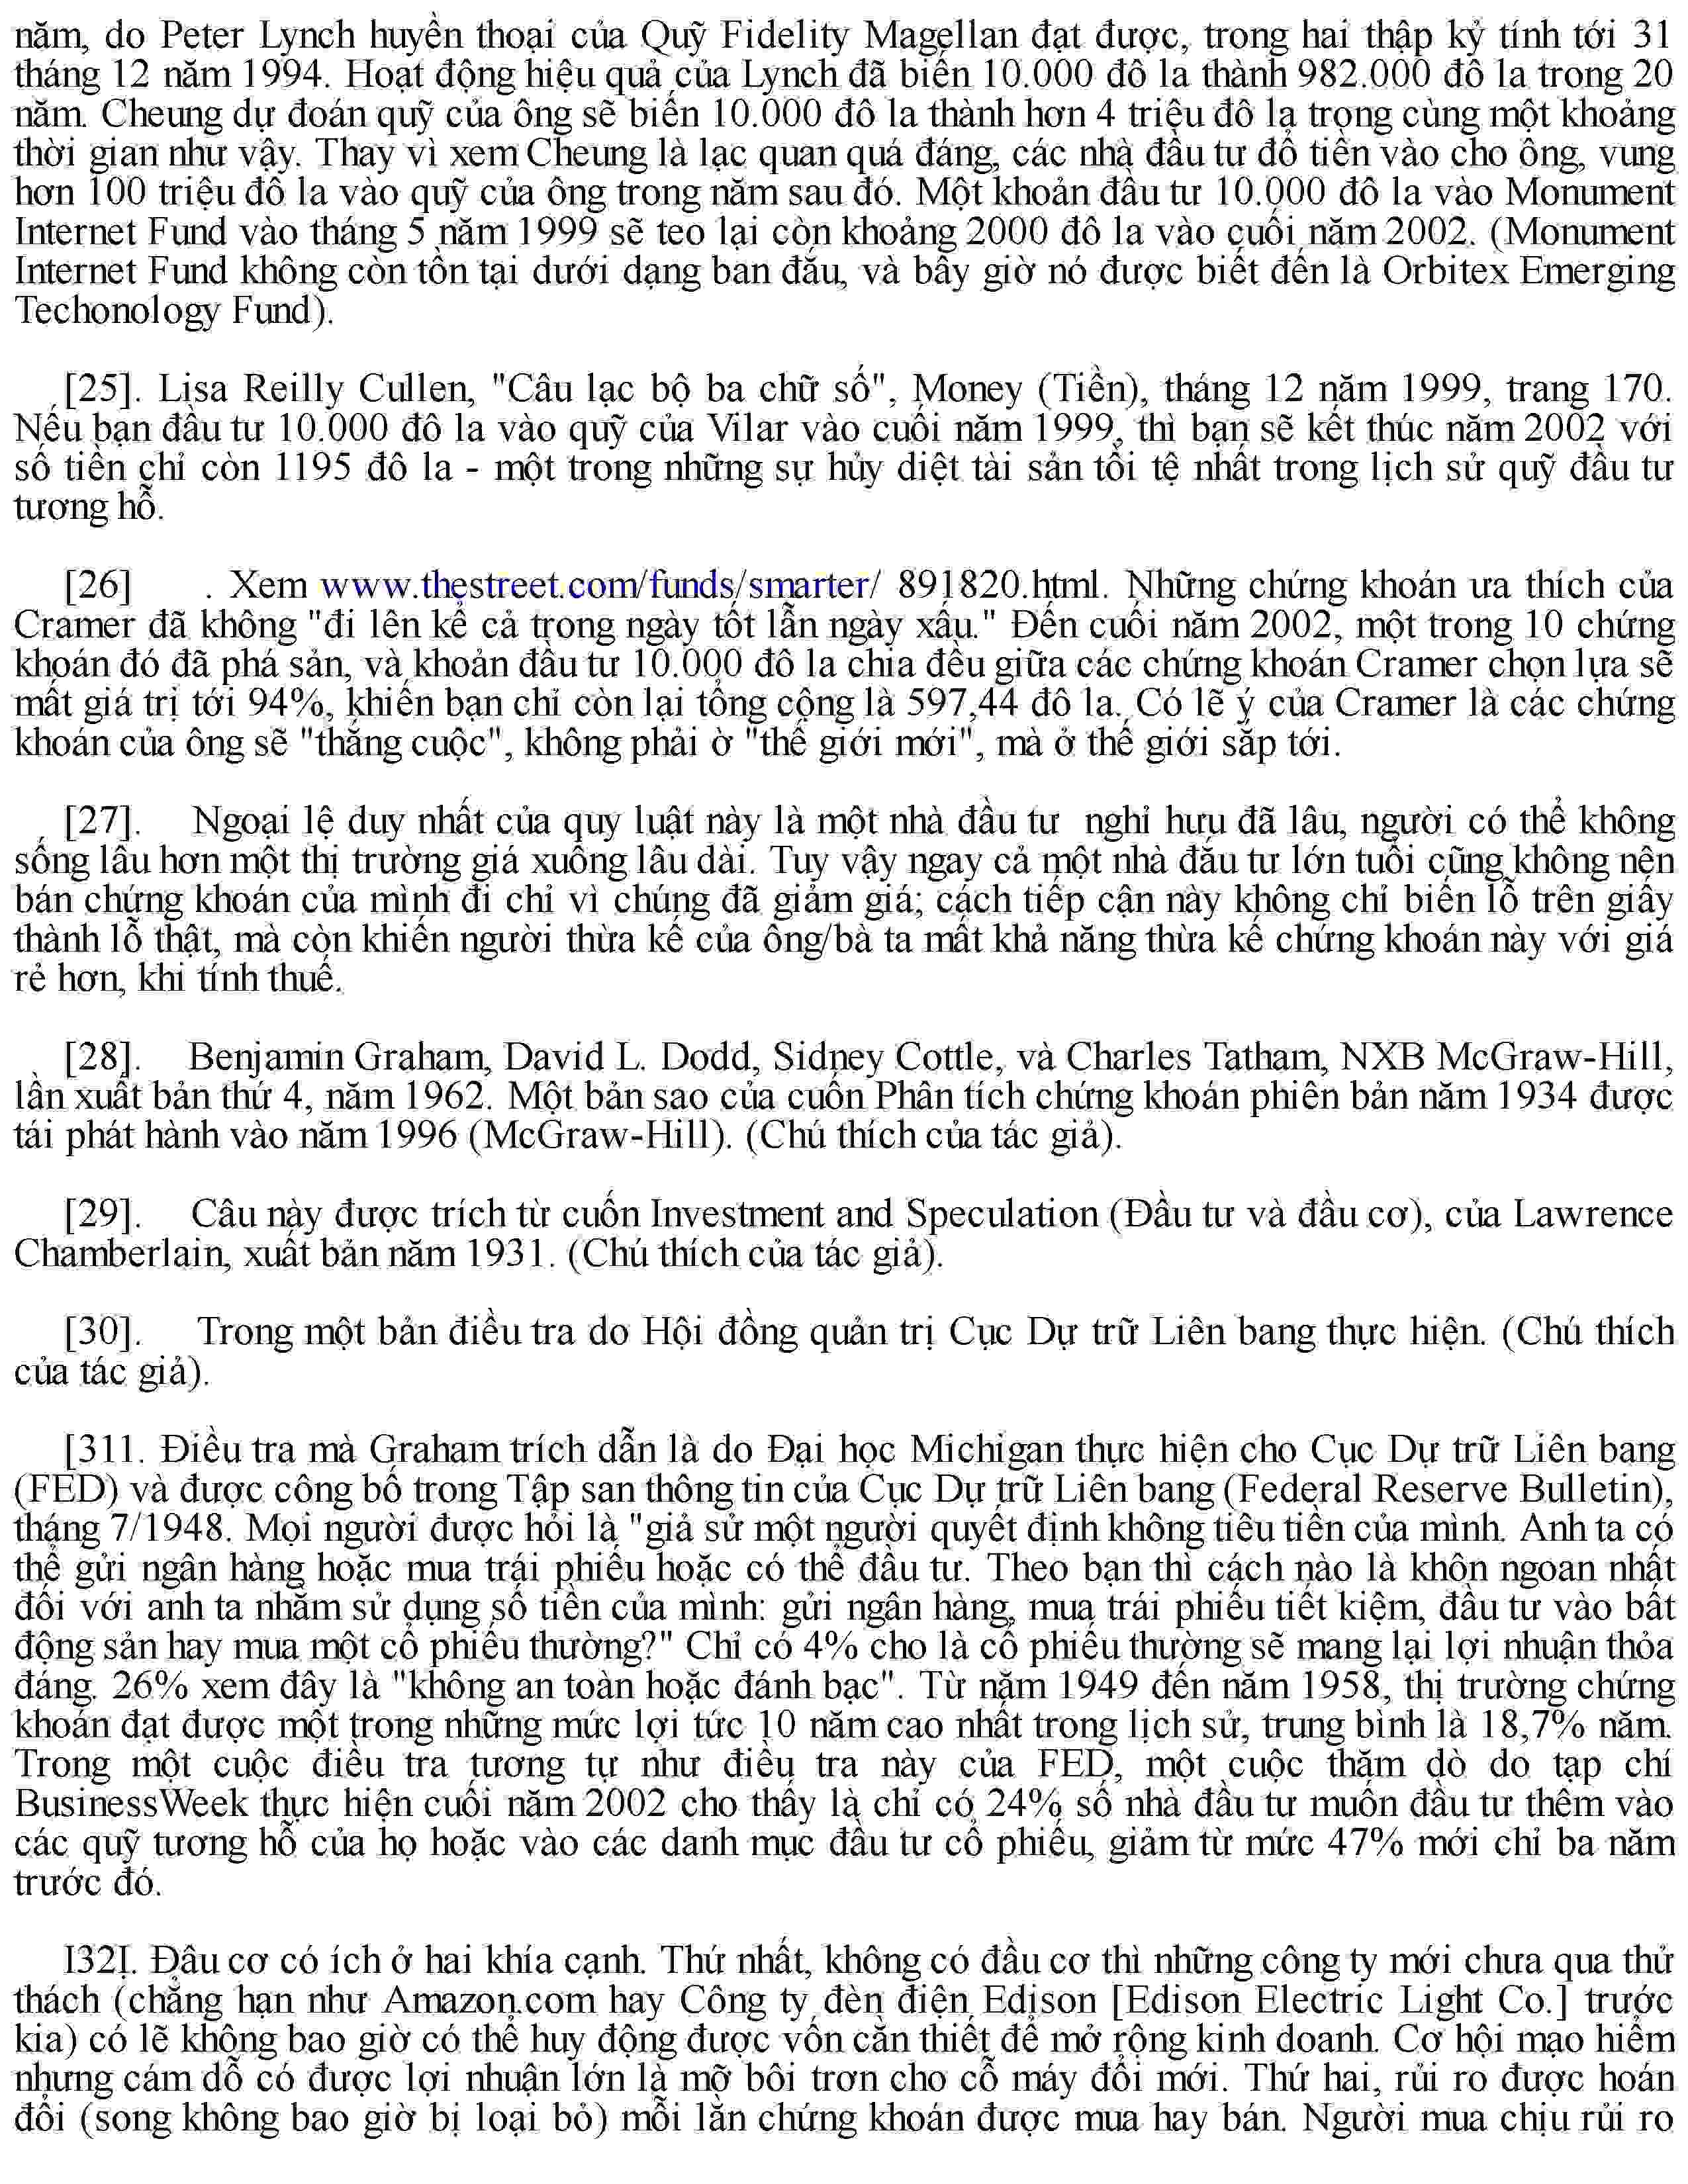 năm, do Peter Lynch huyền thoại của Quỹ Fidelity Magellan đạt được, trong hai thập kỷ tính tới 31
tháng 12 năm 1994. Hoạt động hiệu quả của Lynch đã biến 10.000 đô la thành 982.000 đô la trong 20
năm. Cheung dự đoán quỹ của ông sẽ biến 10.000 đô la thành hơn 4 triệu đô la trong cùng một khoảng
thời gian như vậy. Thay vì xem Cheung là lạc quan quá đáng, các nhà đầu tư đổ tiền vào cho ông, vung
hơn 100 triệu đô la vào quỹ của ông trong năm sau đó. Một khoản đầu tư 10.000 đô la vào Monument
Internet Fund vào tháng 5 năm 1999 sẽ teo lại còn khoảng 2000 đô la vào cuối năm 2002. (Monument
Internet Fund không còn tồn tại dưới dạng ban đầu, và bây giờ nó được biết đến là Orbitex Emerging
Techonology Fund).
[25]. Lisa Reilly Cullen, "Câu lạc bộ ba chữ số", Money (Tiền), tháng 12 năm 1999, trang 170.
Nếu bạn đầu tư 10.000 đô la vào quỹ của Vilar vào cuối năm 1999, thì bạn sẽ kết thúc năm 2002 với
số tiền chỉ còn 1195 đô la - một trong những sự hủy diệt tài sản tồi tệ nhất trong lịch sử quỹ đầu tư
tương hỗ.
[26] . Xem www.thestreet.com/funds/smarter/ 891820.html. Những chứng khoán ưa thích của
Cramer đã không "đi lên kể cả trong ngày tốt lẫn ngày xấu." Đến cuối năm 2002, một trong 10 chứng
khoán đó đã phá sản, và khoản đầu tư 10.000 đô la chia đều giữa các chứng khoán Cramer chọn lựa sẽ
mất giá trị tới 94%, khiến bạn chỉ còn lại tổng cộng là 597,44 đô la. Có lẽ ý của Cramer là các chứng
khoán của ông sẽ "thắng cuộc", không phải ở "thế giới mới", mà ở thế giới sắp tới.
[27]. Ngoại lệ duy nhất của quy luật này là một nhà đầu tư nghỉ hưu đã lâu, người có thể không
sống lâu hơn một thị trường giá xuống lâu dài. Tuy vậy ngay cả một nhà đầu tư lớn tuổi cũng không nên
bán chứng khoán của mình đi chỉ vì chúng đã giảm giá; cách tiếp cận này không chỉ biến lỗ trên giấy
thành lỗ thật, mà còn khiến người thừa kế của ông/bà ta mất khả năng thừa kế chứng khoán này với giá
rẻ hơn, khi tính thuế.
[28]. Benjamin Graham, David L. Dodd, Sidney Cottle, và Charles Tatham, NXB McGraw-Hill,
lần xuất bản thứ 4, năm 1962. Một bản sao của cuốn Phân tích chứng khoán phiên bản năm 1934 được
tái phát hành vào năm 1996 (McGraw-Hill). (Chú thích của tác giả).
[29]. Câu này được trích từ cuốn Investment and Speculation (Đầu tư và đầu cơ), của Lawrence
Chamberlain, xuất bản năm 1931. (Chú thích của tác giả).
[30]. Trong một bản điều tra do Hội đồng quản trị Cục Dự trữ Liên bang thực hiện. (Chú thích
của tác giả).
[311. Điều tra mà Graham trích dẫn là do Đại học Michigan thực hiện cho Cục Dự trữ Liên bang
(FED) và được công bố trong Tập san thông tin của Cục Dự trữ Liên bang (Federal Reserve Bulletin),
tháng 7/1948. Mọi người được hỏi là "giả sử một người quyết định không tiêu tiền của mình. Anh ta có
thể gửi ngân hàng hoặc mua trái phiếu hoặc có thể đầu tư. Theo bạn thì cách nào là khôn ngoan nhất
đối với anh ta nhằm sử dụng số tiền của mình: gửi ngân hàng, mua trái phiếu tiết kiệm, đầu tư vào bất
động sản hay mua một cổ phiếu thường?" Chỉ có 4% cho là cổ phiếu thường sẽ mang lại lợi nhuận thỏa
đáng. 26% xem đây là "không an toàn hoặc đánh bạc". Từ năm 1949 đến năm 1958, thị trường chứng
khoán đạt được một trong những mức lợi tức 10 năm cao nhất trong lịch sử, trung bình là 18,7% năm.
Trong một cuộc điều tra tương tự như điều tra này của FED, một cuộc thăm dò do tạp chí
BusinessWeek thực hiện cuối năm 2002 cho thấy là chỉ có 24% số nhà đầu tư muốn đầu tư thêm vào
các quỹ tương hỗ của họ hoặc vào các danh mục đầu tư cổ phiếu, giảm từ mức 47% mới chỉ ba năm
trước đó.
I32I. Đâu cơ có ích ở hai khía cạnh. Thứ nhất, không có đầu cơ thì những công ty mới chưa qua thử
thách (chẳng hạn như Amazon.com hay Công ty đèn điện Edison [Edison Electric Light Co.] trước
kia) có lẽ không bao giờ có thể huy động được vốn cần thiết để mở rộng kinh doanh. Cơ hội mạo hiểm
nhưng cám dỗ có được lợi nhuận lớn là mỡ bôi trơn cho cỗ máy đổi mới. Thứ hai, rủi ro được hoán
đổi (song không bao giờ bị loại bỏ) mỗi lần chứng khoán được mua hay bán. Người mua chịu rủi ro